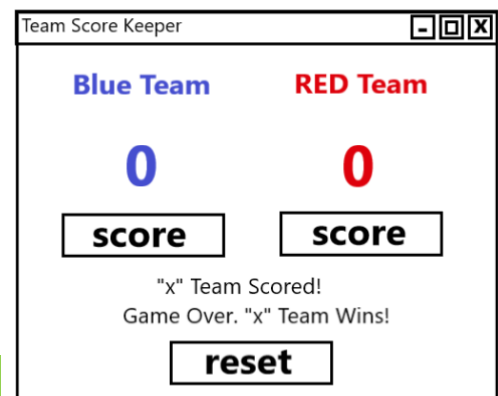 Team Score Keeper - □ X
Blue Team RED Team
0 0
score score
"x" Team Scored!
Game Over. "x" Team Wins!
reset